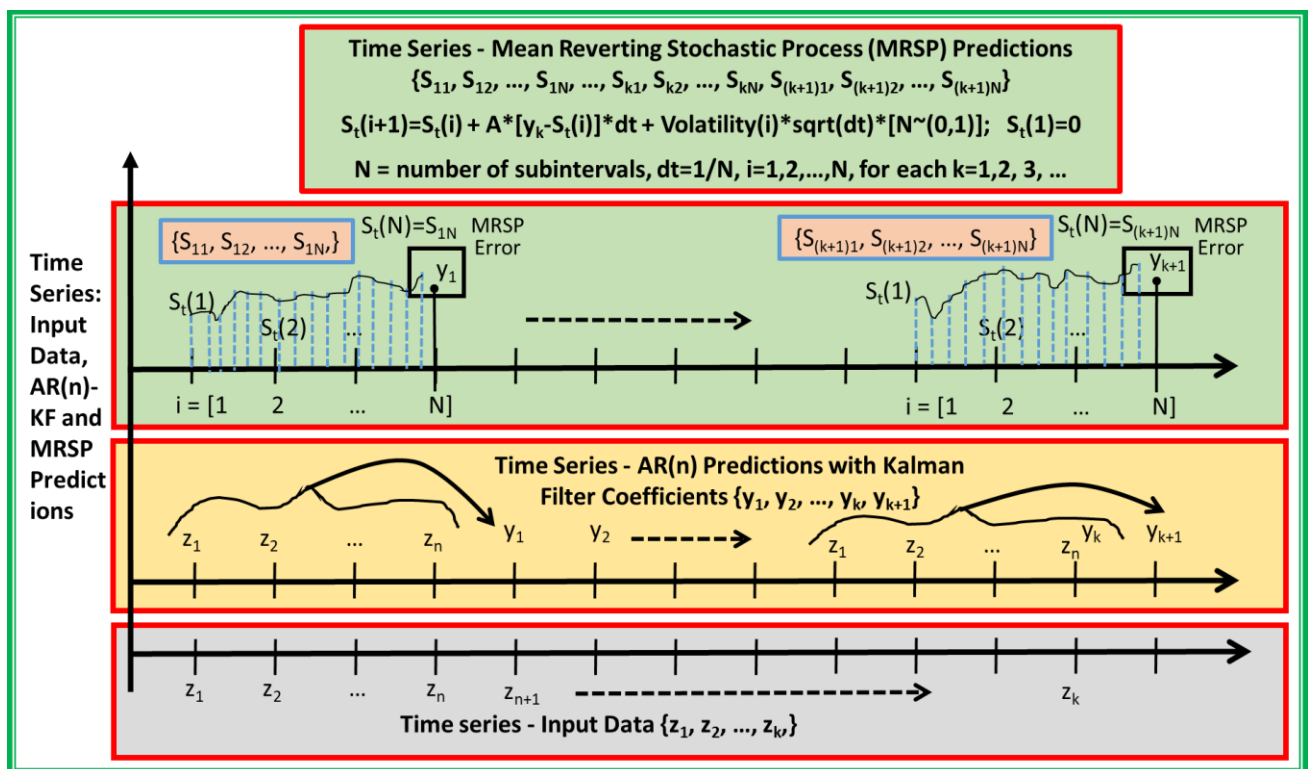 Time Series - Mean Reverting Stochastic Process (MRSP) Predictions
{S11, S12, ..., S1N, ..., Sk1, Sk2, ..., SkN, S(k+1)1, S(k+1)2, ..., S(k+1)N}
St(i+1)=St(i) + A*[yk-St(i)]*dt + Volatility(i)*sqrt(dt)*[N~(0,1)]; St(1)=0
N = number of subintervals, dt=1/N, i=1,2,...,N, for each k=1,2, 3, ...
Time
Series:
Input
Data,
AR(n)-
KF and
MRSP
Predict
ions
{S11, S12, ..., S1N,}
St(N)=S1N
MRSP
Error
y1
St(1)
St(2)
...
i = [1 2 ... N]
{S(k+1)1, S(k+1)2, ..., S(k+1)N}
St(N)=S(k+1)N
MRSP
Error
yk+1
St(1)
St(2)
...
i = [1 2 ... N]
Time Series - AR(n) Predictions with Kalman
Filter Coefficients {y1, y2, ..., yk, yk+1}
z1 z2 ... zn y1 y2 z1 z2 ... zn yk yk+1
z1 z2 ... zn zn+1 zk
Time series - Input Data {z1, z2, ..., zk,}